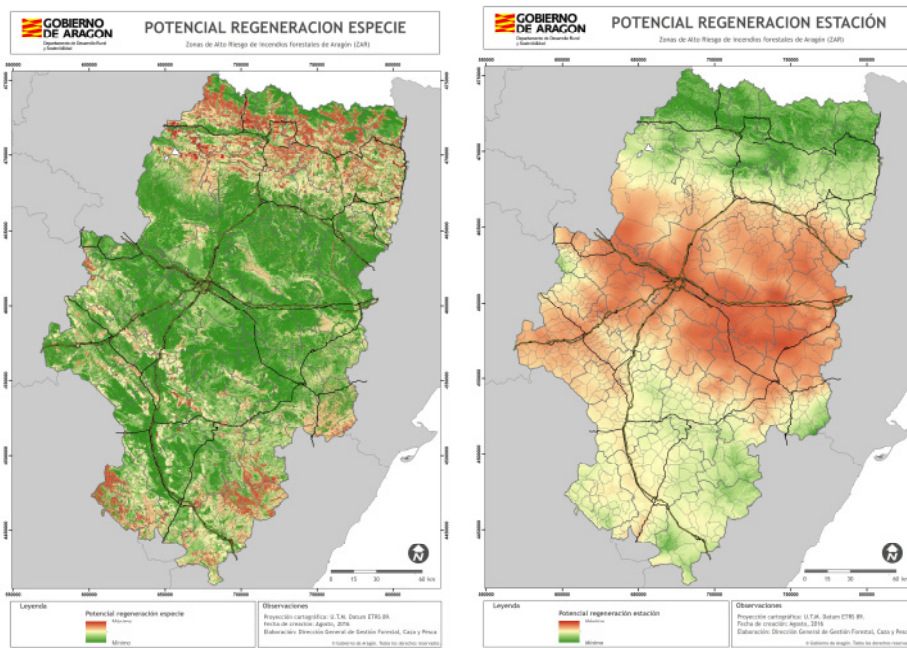 GOBIERNO
DE ARAGON
Departamento de Desarrollo Rural
y Sostenibilidad
POTENCIAL REGENERACION ESPECIE
Zonas de Alto Riesgo de Incendios forestales de Aragón (ZAR)
0 15 30 60 km
Leyenda
Potencial regeneración especie
Máximo
Mínimo
Observaciones
Proyección cartográfica: U.T.M. Datum ETRS 89.
Fecha de creación: Agosto, 2016
Elaboración: Dirección General de Gestión Forestal, Caza y Pesca
© Gobierno de Aragón. Todos los derechos reservados
GOBIERNO
DE ARAGON
Departamento de Desarrollo Rural
y Sostenibilidad
POTENCIAL REGENERACION ESTACIÓN
Zonas de Alto Riesgo de Incendios forestales de Aragón (ZAR)
0 15 30 60 km
Leyenda
Potencial regeneración estación
Observaciones
Proyección cartográfica: U.T.M. Datum ETRS 89.
Fecha de creación: Agosto, 2016
Elaboración: Dirección General de Gestión Forestal, Caza y Pesca
© Gobierno de Aragón. Todos los derechos